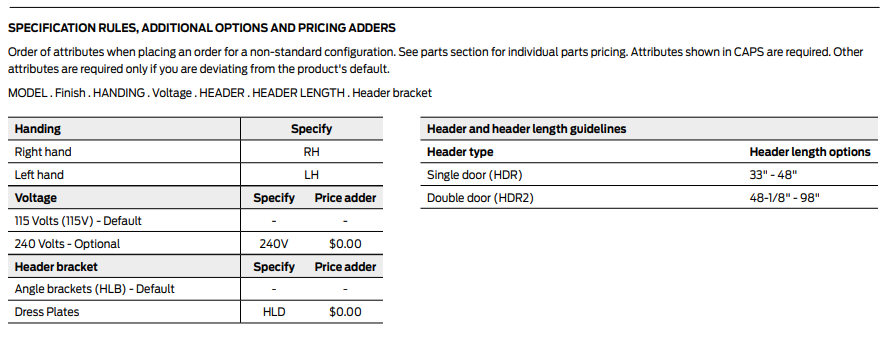 SPECIFICATION RULES, ADDITIONAL OPTIONS AND PRICING ADDERS
Order of attributes when placing an order for a non-standard configuration. See parts section for individual parts pricing. Attributes shown in CAPS are required. Other
attributes are required only if you are deviating from the product's default.
MODEL . Finish . HANDING . Voltage . HEADER . HEADER LENGTH . Header bracket
Handing Specify
Right hand RH
Left hand LH
Voltage Specify Price adder
115 Volts (115V) - Default - -
240 Volts - Optional 240V $0.00
Header bracket Specify Price adder
Angle brackets (HLB) - Default - -
Dress Plates HLD $0.00
Header and header length guidelines
Header type Header length options
Single door (HDR) 33" - 48"
Double door (HDR2) 48-1/8" - 98"